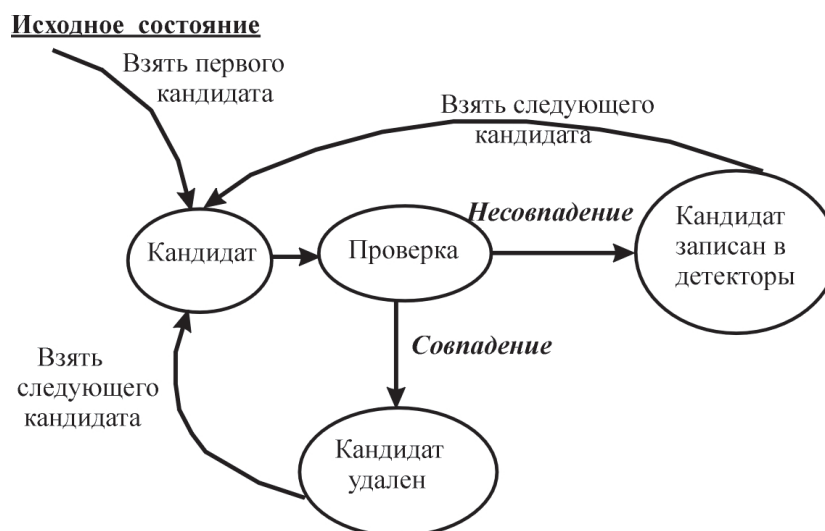 Исходное состояние
Взять первого
кандидата
Взять следующего
кандидата
Несовпадение
Кандидат
Проверка
Кандидат
записан в
детекторы
Совпадение
Взять
следующего
кандидата
Кандидат
удален